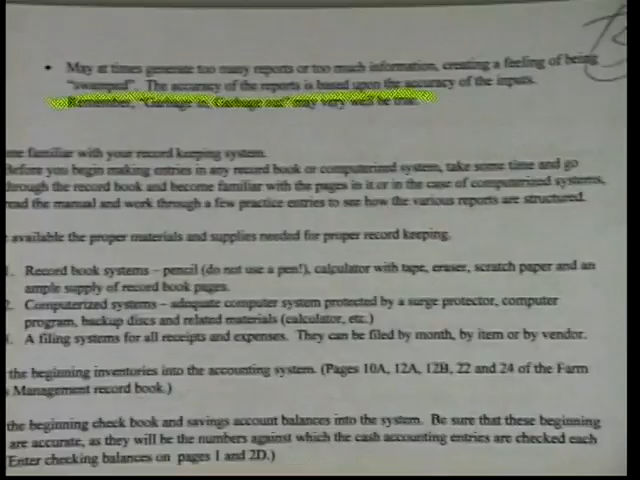 • May at times generate too many reports or too much information, creating a feeling of being
"swamped". The accuracy of the reports is based upon the accuracy of the inputs.
Remember, "Garbage in, Garbage out" may very well be true.
me familiar with your record keeping system.
Before you begin making entries in any record book or computerized system, take some time and go
hrough the record book and become familiar with the pages in it or in the case of computerized systems,
ead the manual and work through a few practice entries to see how the various reports are structured.
available the proper materials and supplies needed for proper record keeping.
Record book systems – pencil (do not use a pen!), calculator with tape, eraser, scratch paper and an
ample supply of record book pages.
Computerized systems – adequate computer system protected by a surge protector, computer
program, backup discs and related materials (calculator, etc.)
A filing systems for all receipts and expenses. They can be filed by month, by item or by vendor.
the beginning inventories into the accounting system. (Pages 10A, 12A, 12B, 22 and 24 of the Farm
Management record book.)
the beginning check book and savings account balances into the system. Be sure that these beginning
are accurate, as they will be the numbers against which the cash accounting entries are checked each
Enter checking balances on pages 1 and 2D.)